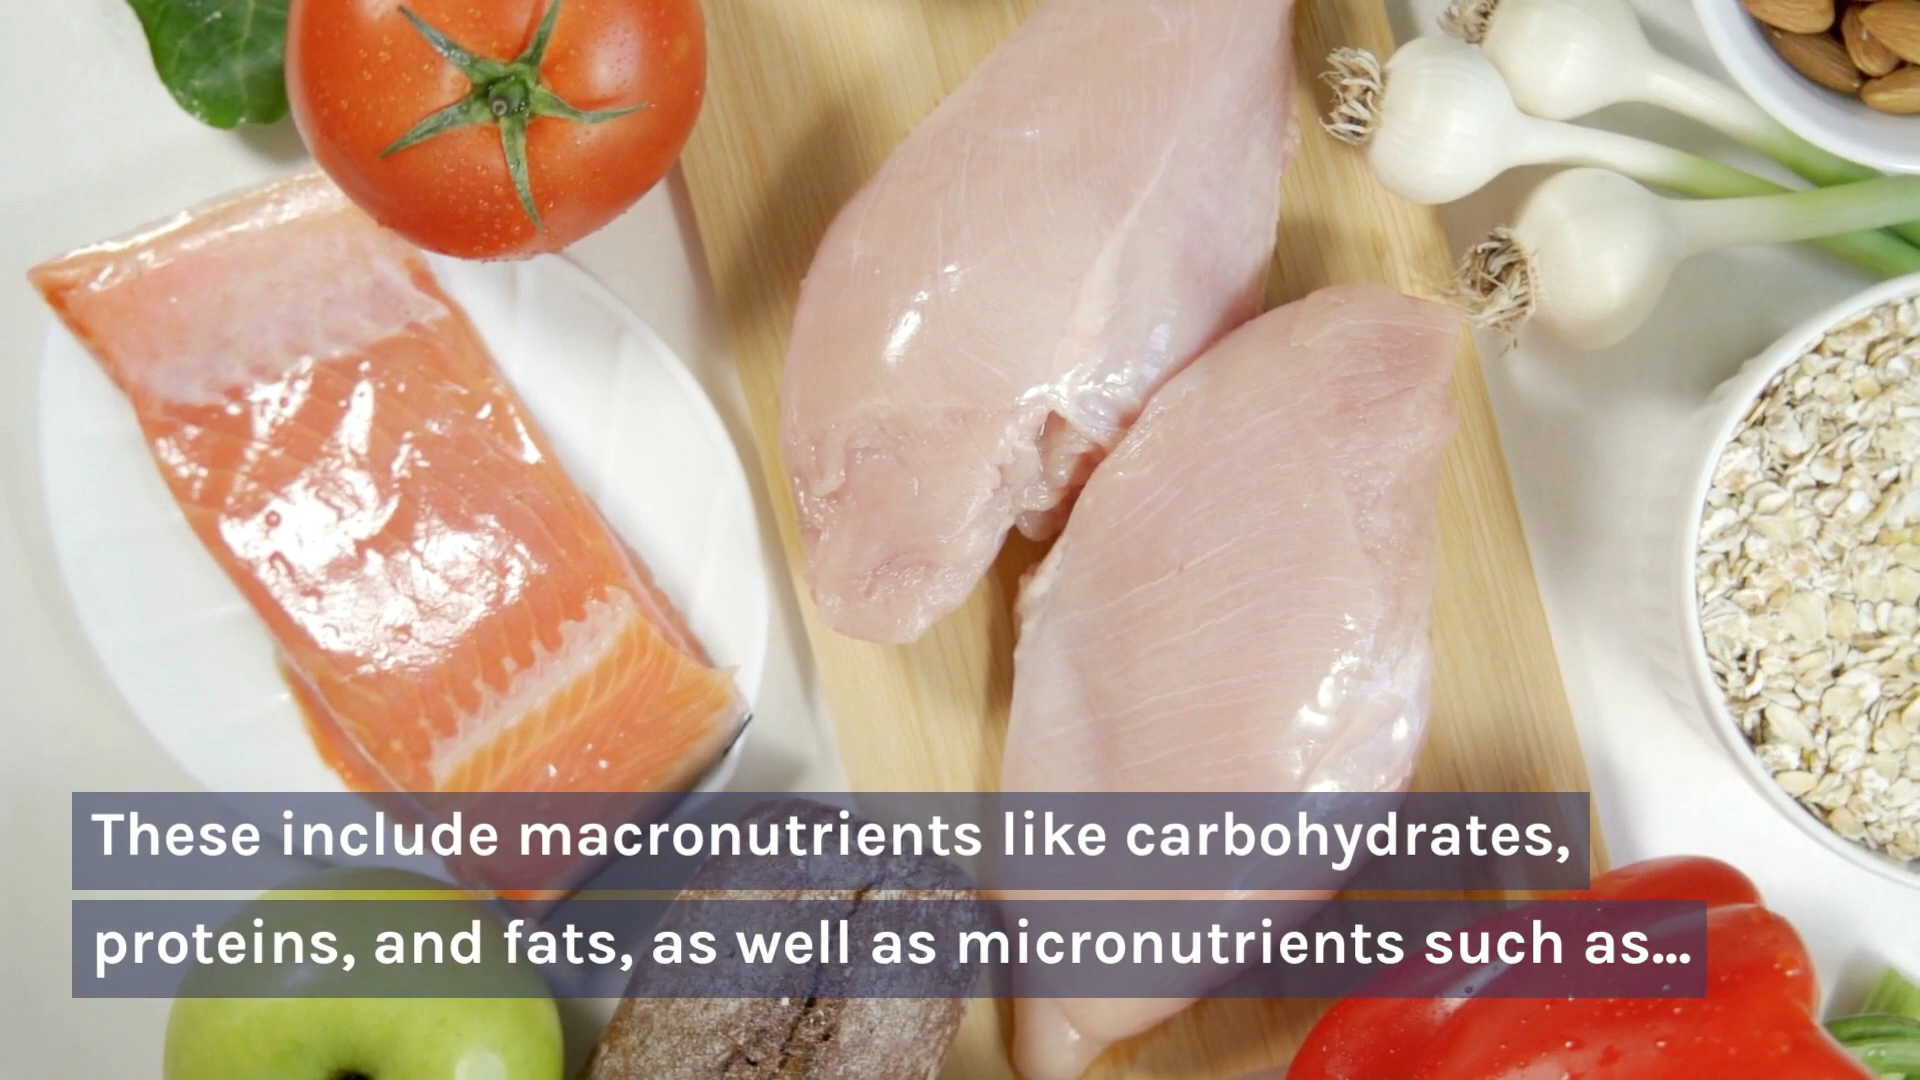 These include macronutrients like carbohydrates,
proteins, and fats, as well as micronutrients such as...